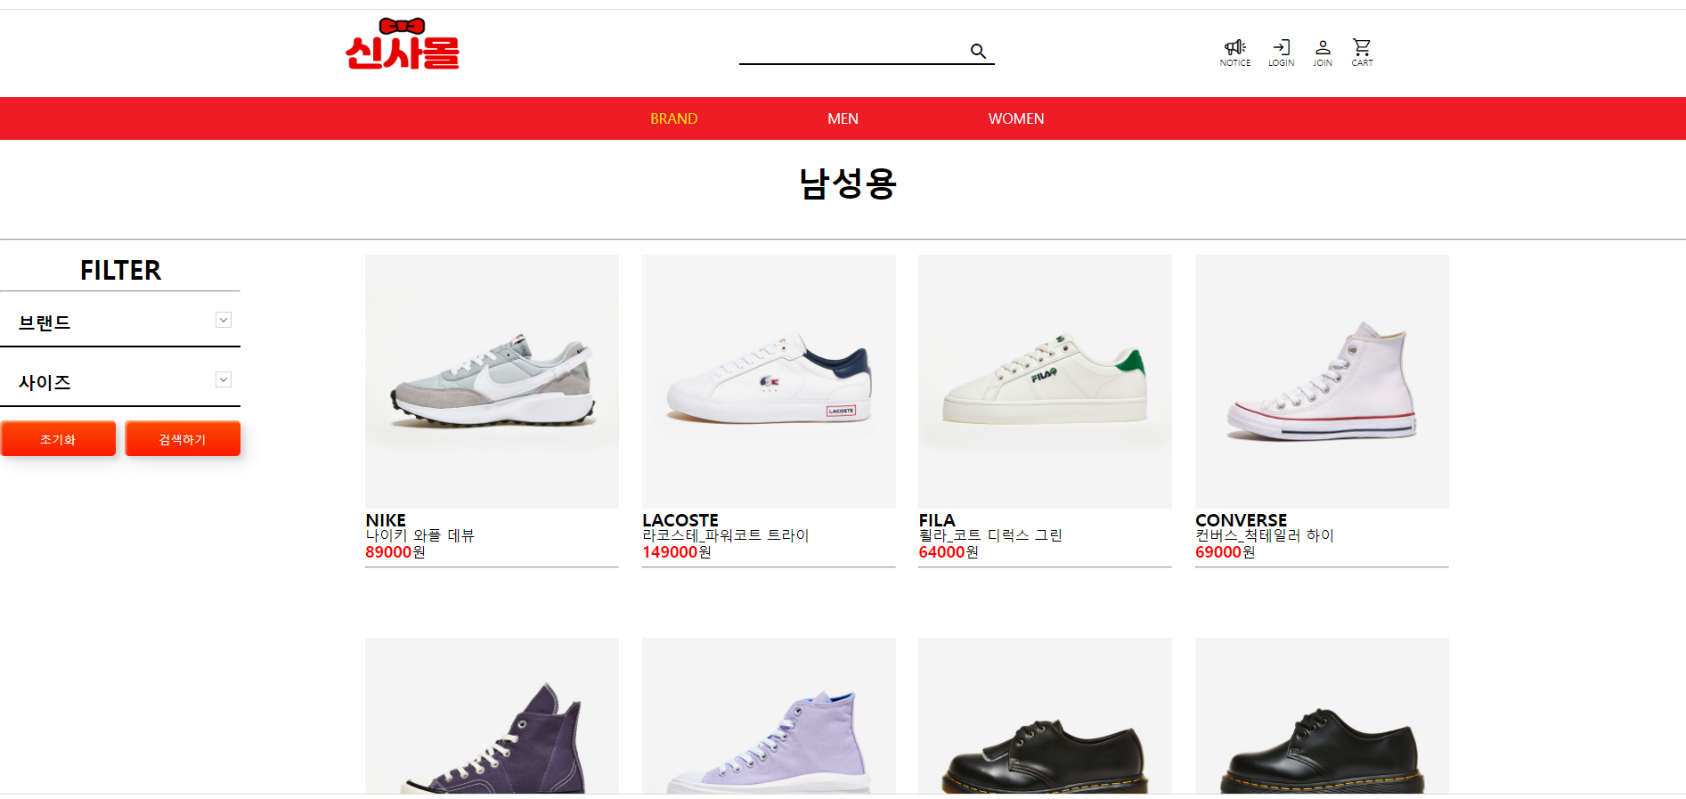 신사몰
NOTICE
LOGIN
JOIN
CART
BRAND
MEN
WOMEN
남성용
FILTER
브랜드
사이즈
초기화
검색하기
NIKE
나이키 와플 데뷰
89000원
LACOSTE
LACOSTE
라코스테_파워코트 트라이
149000원
FILA
FILA
휠라_코트 디럭스 그린
64000원
CONVERSE
컨버스_척테일러 하이
69000원